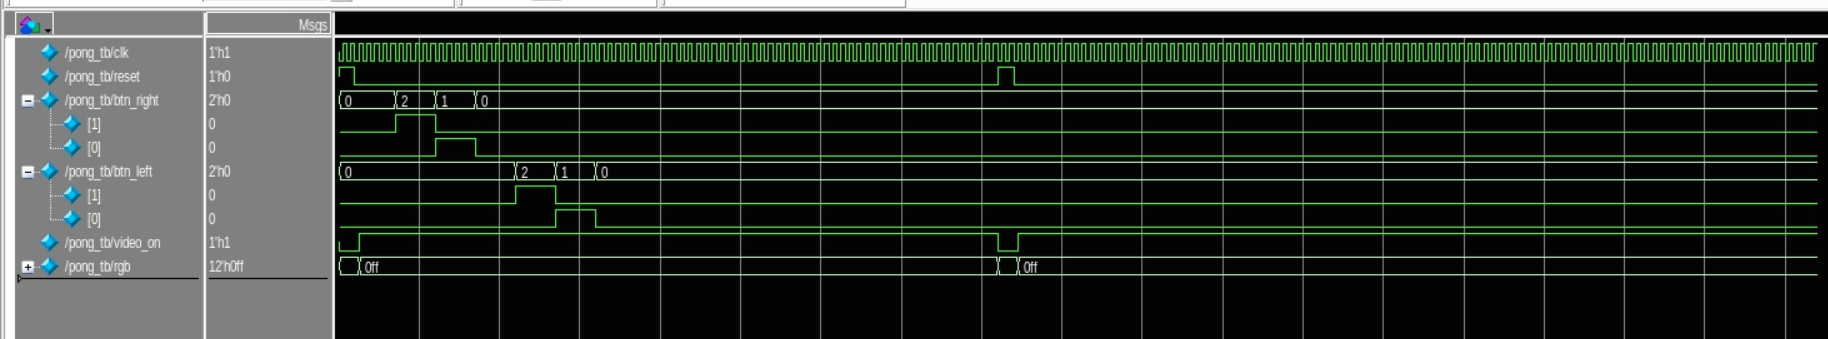 Msgs
/pong_tb/clk 1'h1
/pong_tb/reset 1'h0
/pong_tb/btn_right 2'h0 0 2 1 0
[1] 0
[0] 0
/pong_tb/btn_left 2'h0 0 2 1 0
[1] 0
[0] 0
/pong_tb/video_on 1'h1
/pong_tb/rgb 12'h0ff 0ff 0ff